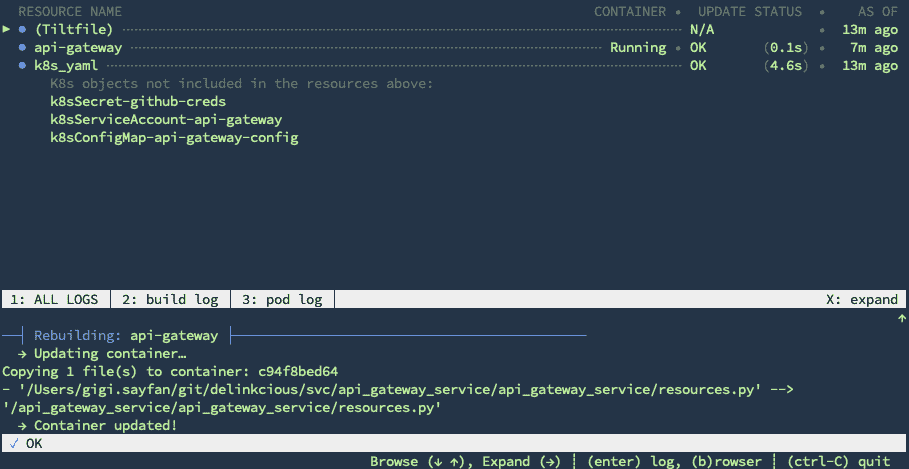 RESOURCE NAME CONTAINER • UPDATE STATUS • AS OF
▶ ● (Tiltfile) N/A • 13m ago
● api-gateway Running • OK (0.1s) • 7m ago
● k8s_yaml OK (4.6s) • 13m ago
K8s objects not included in the resources above:
k8sSecret-github-creds
k8sServiceAccount-api-gateway
k8sConfigMap-api-gateway-config
1: ALL LOGS │ 2: build log │ 3: pod log │ X: expand
↑
──┤ Rebuilding: api-gateway ├──
→ Updating container…
Copying 1 file(s) to container: c94f8bed64
- '/Users/gigi.sayfan/git/delinkcious/svc/api_gateway_service/api_gateway_service/resources.py' -->
'/api_gateway_service/api_gateway_service/resources.py'
→ Container updated!
✓ OK
Browse (↓ ↑), Expand (→) ┊ (enter) log, (b)rowser ┊ (ctrl-C) quit